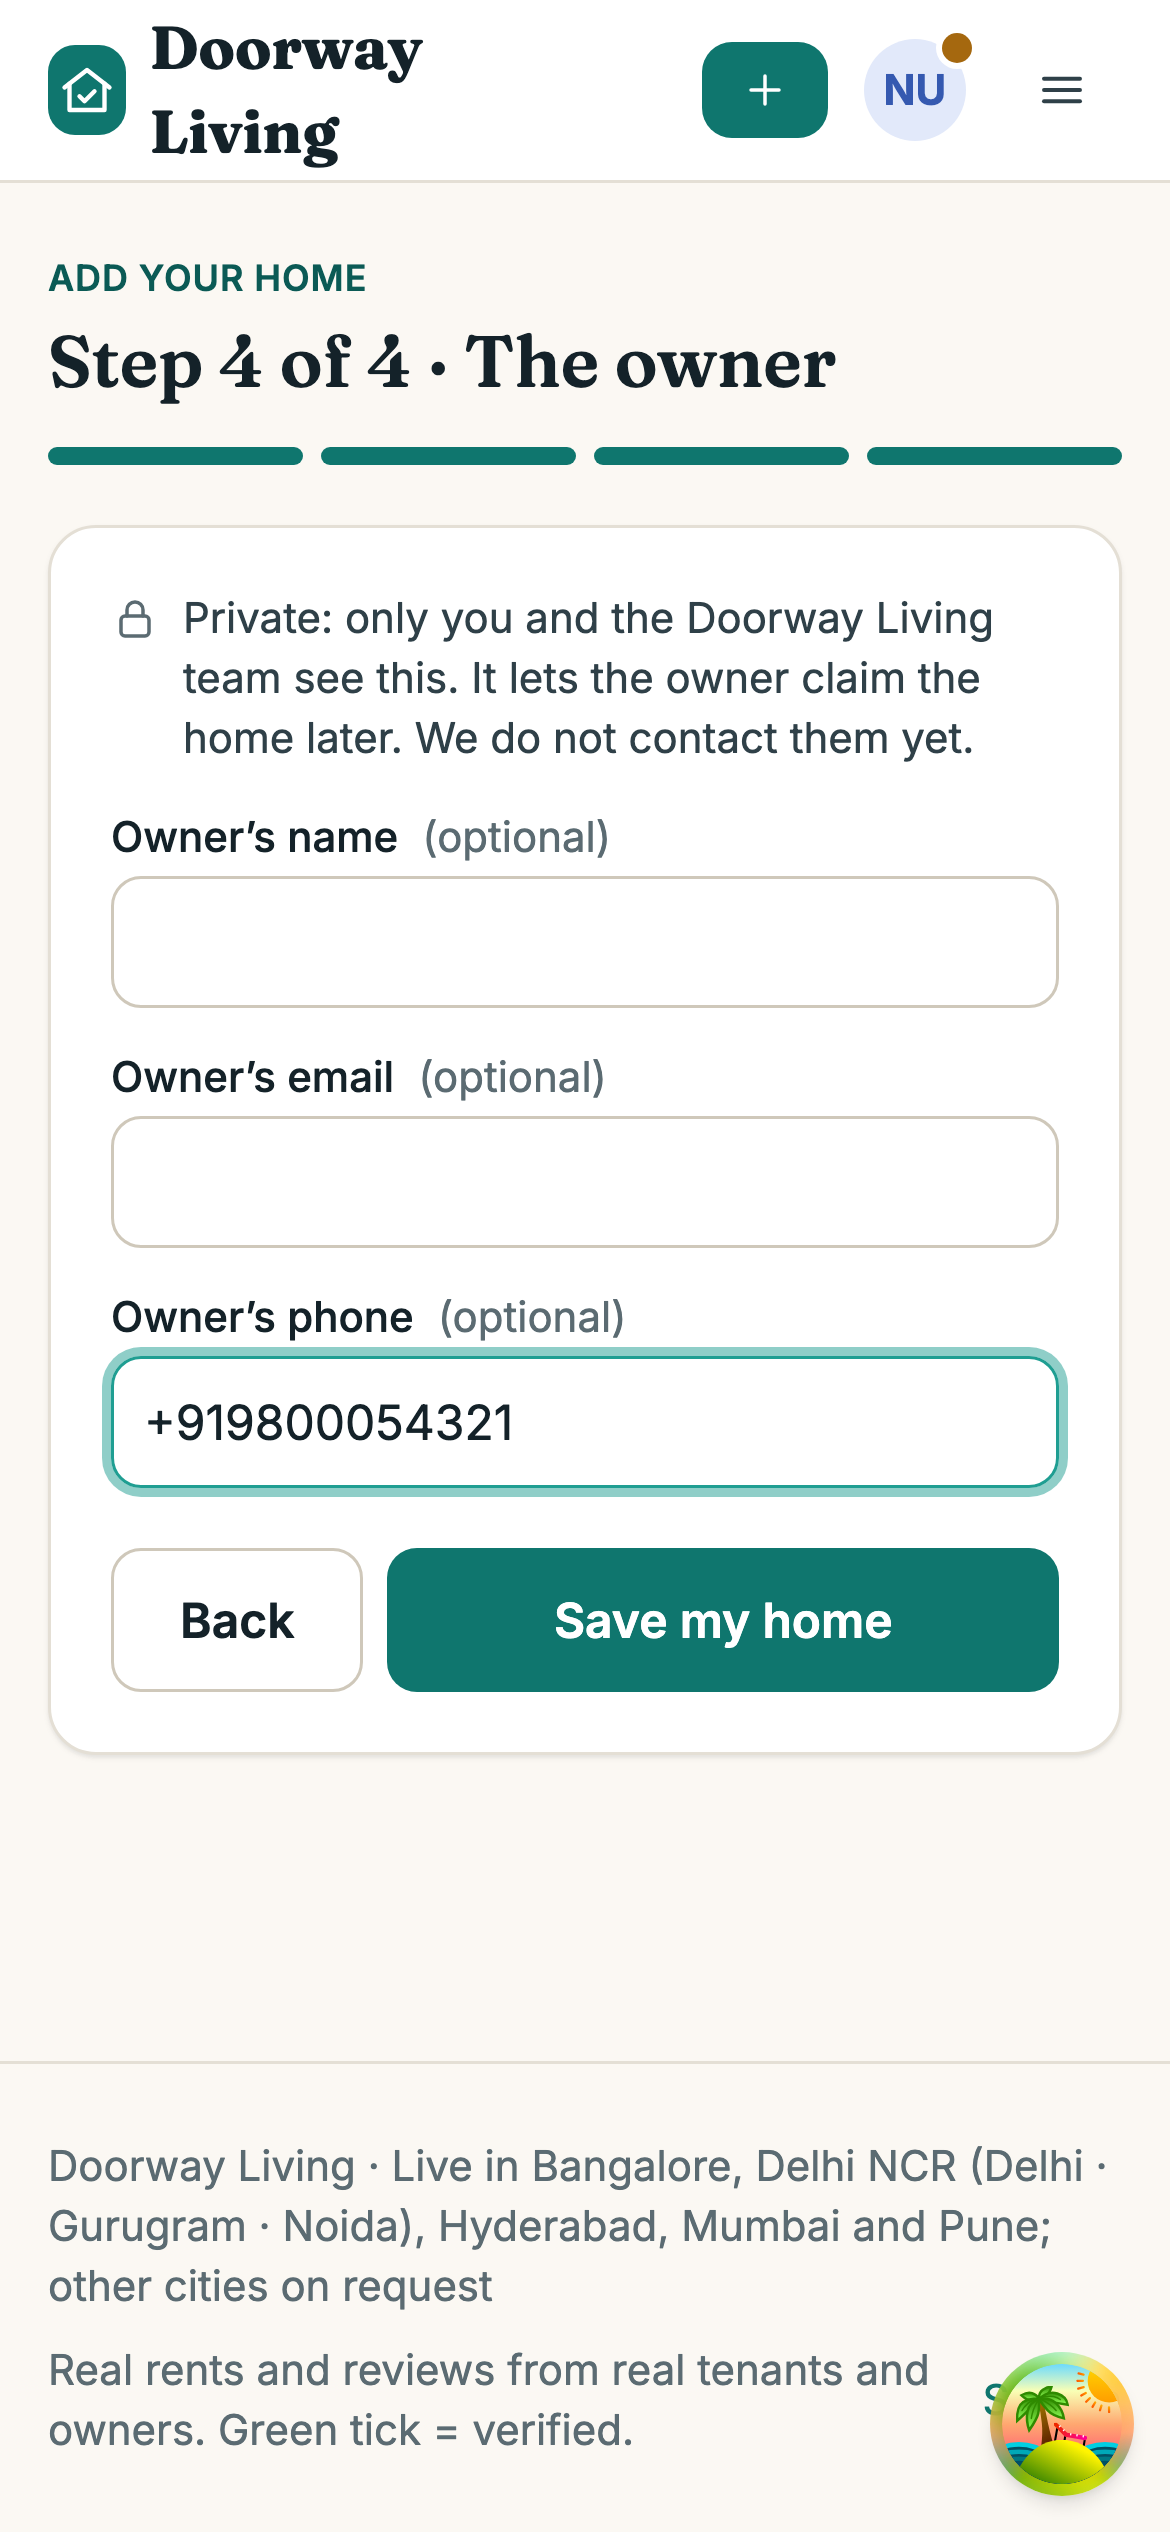 Doorway
Living
NU
ADD YOUR HOME
Step 4 of 4 · The owner
Private: only you and the Doorway Living
team see this. It lets the owner claim the
home later. We do not contact them yet.
Owner’s name (optional)
Owner’s email (optional)
Owner’s phone (optional)
+919800054321
Back
Save my home
Doorway Living · Live in Bangalore, Delhi NCR (Delhi ·
Gurugram · Noida), Hyderabad, Mumbai and Pune;
other cities on request
Real rents and reviews from real tenants and
owners. Green tick = verified.